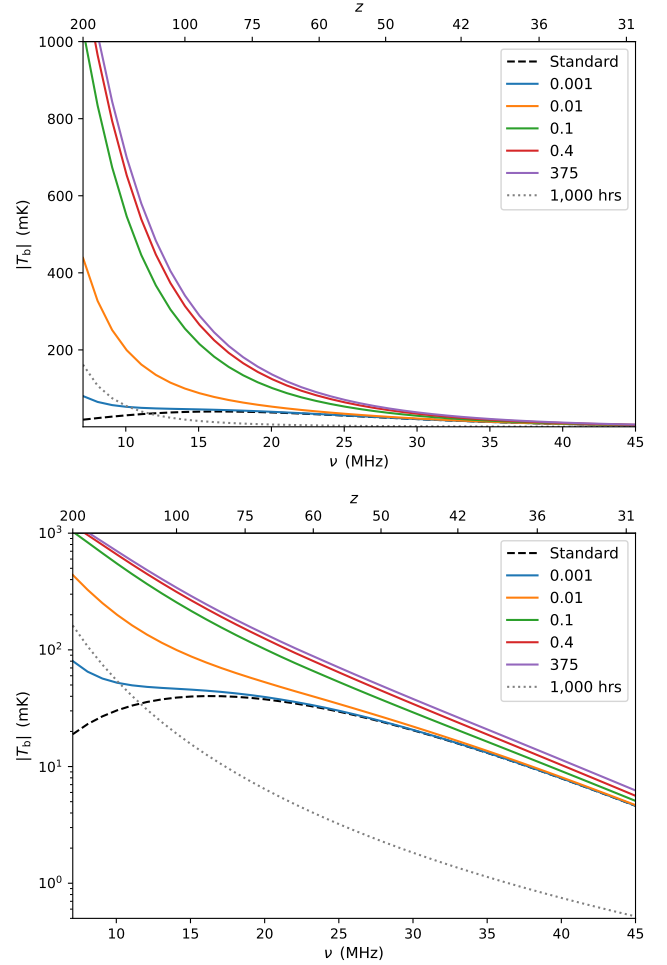 z
200 100 75 60 50 42 36 31
1000
800
600
400
200
|T_b| (mK)
Standard
0.001
0.01
0.1
0.4
375
1,000 hrs
10 15 20 25 30 35 40 45
ν (MHz)
z
200 100 75 60 50 42 36 31
10³
10²
10¹
10⁰
|T_b| (mK)
Standard
0.001
0.01
0.1
0.4
375
1,000 hrs
10 15 20 25 30 35 40 45
ν (MHz)